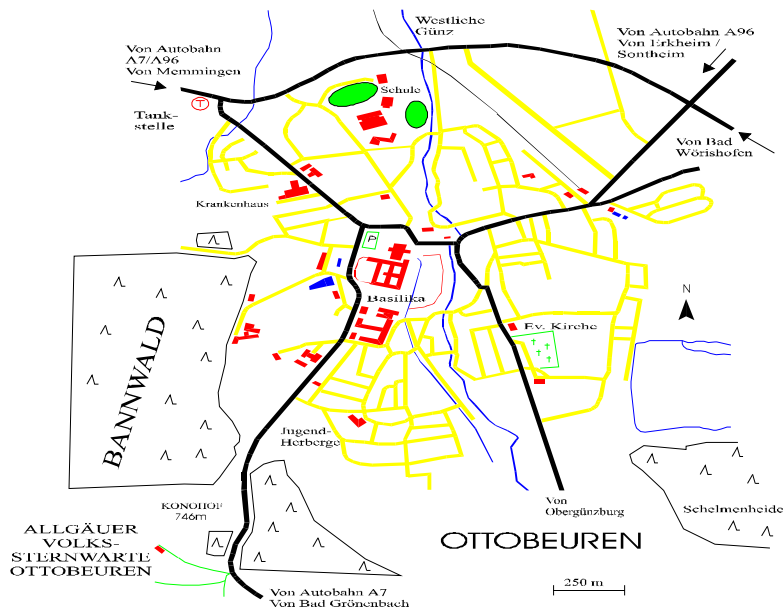 Westliche
Günz
Von Autobahn A96
Von Erkheim /
Sontheim
Von Autobahn
A7/A96
Von Memmingen
T
Tank-
stelle
Schule
Von Bad
Wörishofen
Krankenhaus
P
N
Basilika
Ev. Kirche
BANNWALD
Jugend-
Herberge
KONOHOF
746m
Von
Obergünzburg
Schelmenheide
ALLGÄUER
VOLKS-
STERNWARTE
OTTOBEUREN
OTTOBEUREN
250 m
Von Autobahn A7
Von Bad Grönenbach